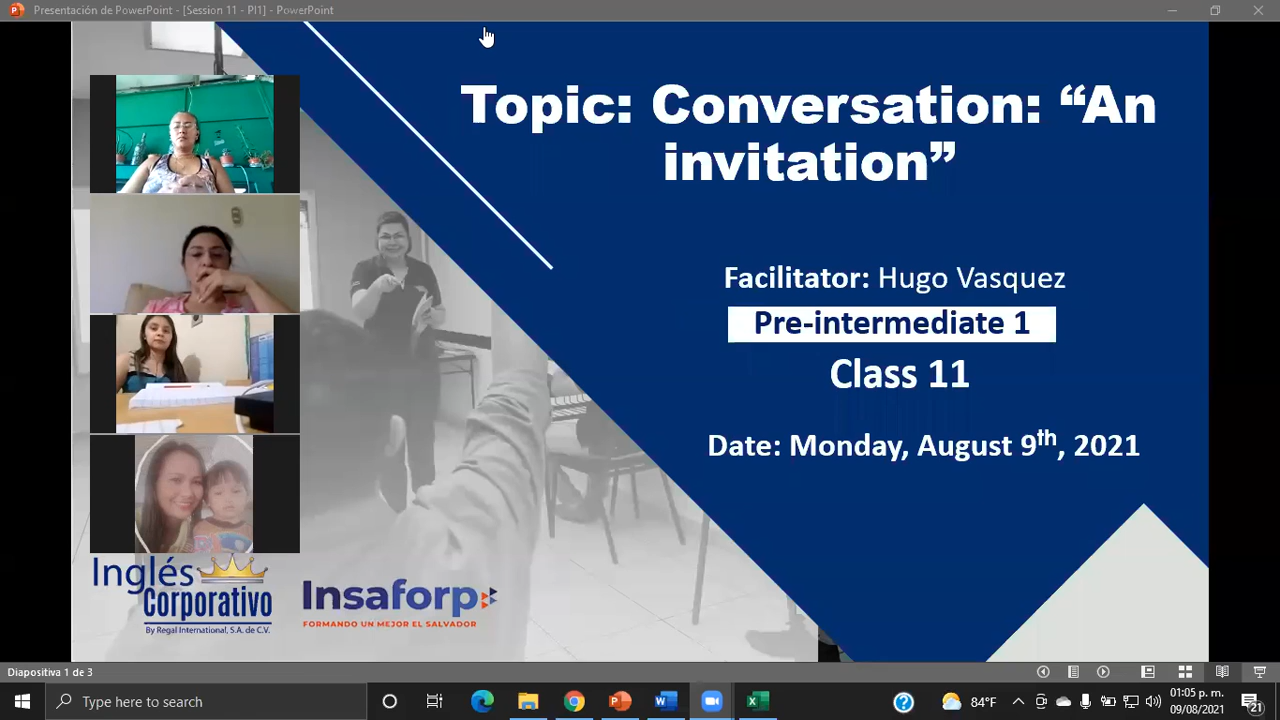 Presentación de PowerPoint - [Session 11 - PI1] - PowerPoint
Topic: Conversation: “An
invitation”
Facilitator: Hugo Vasquez
Pre-intermediate 1
Class 11
Date: Monday, August 9th, 2021
Inglés
Corporativo
By Regal International, S.A. de C.V.
Insaforp
FORMANDO UN MEJOR EL SALVADOR
Diapositiva 1 de 3
Type here to search
84°F
01:05 p. m.
09/08/2021
21